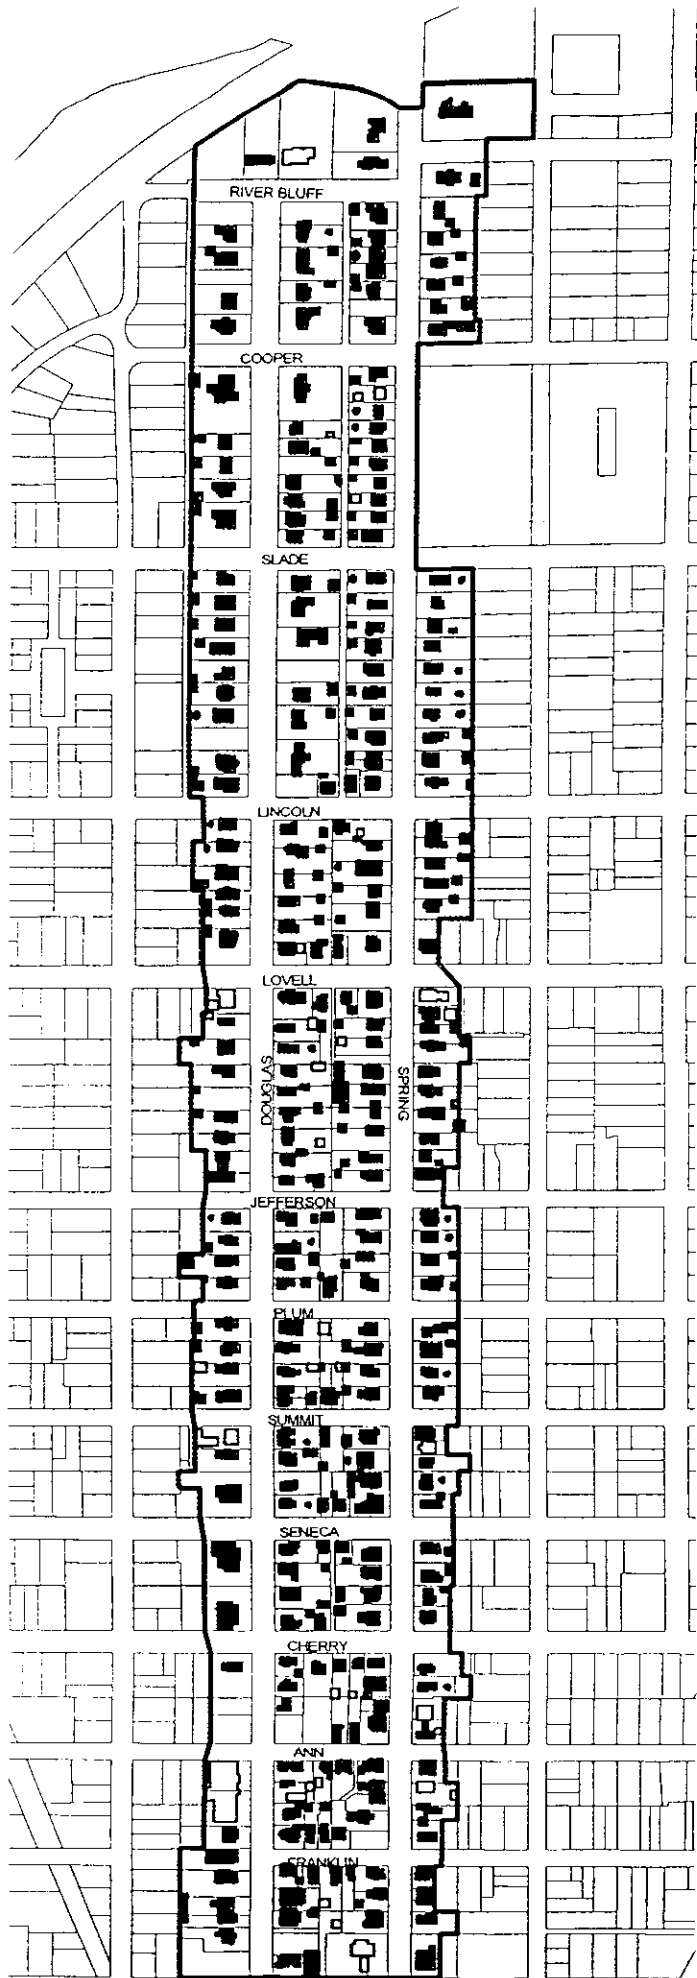 RIVER BLUFF
COOPER
SLADE
LINCOLN
LOVELL
DOUGLAS
SPRING
JEFFERSON
PLUM
SUMMIT
SENECA
CHERRY
ANN
FRANKLIN